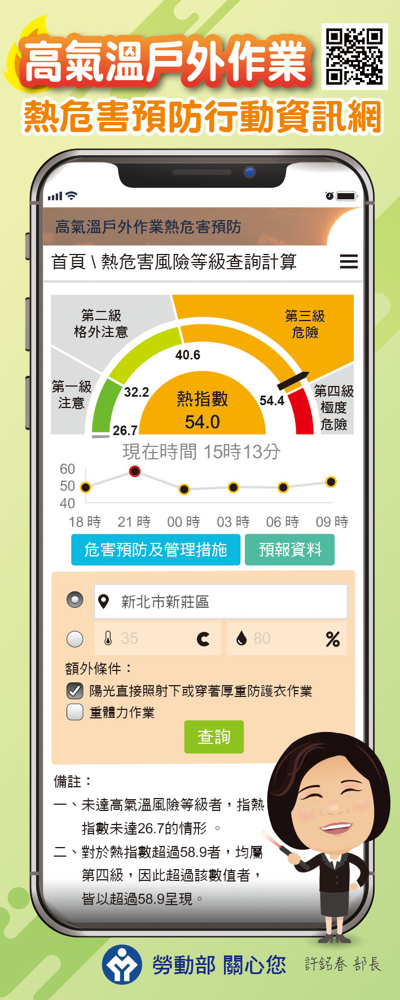 高氣溫戶外作業
熱危害預防行動資訊網
高氣溫戶外作業熱危害預防
首頁 \ 熱危害風險等級查詢計算
第二級
格外注意
第三級
危險
40.6
第一級
注意
32.2
熱指數
54.0
54.4
第四級
極度
危險
26.7
現在時間 15時13分
60
50
40
18 時 21 時 00 時 03 時 06 時 09 時
危害預防及管理措施 預報資料
新北市新莊區
35 C 80 %
額外條件：
陽光直接照射下或穿著厚重防護衣作業
重體力作業
查詢
備註：
一、未達高氣溫風險等級者，指熱
指數未達26.7的情形 。
二、對於熱指數超過58.9者，均屬
第四級，因此超過該數值者，
皆以超過58.9呈現。
勞動部 關心您 許銘春 部長